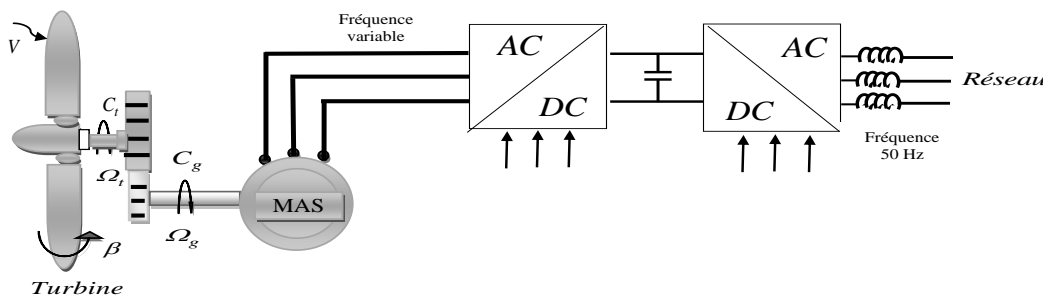 V
Fréquence
variable
AC
DC
AC
DC
Réseau
Fréquence
50 Hz
C_t
Ω_t
C_g
Ω_g
MAS
β
Turbine